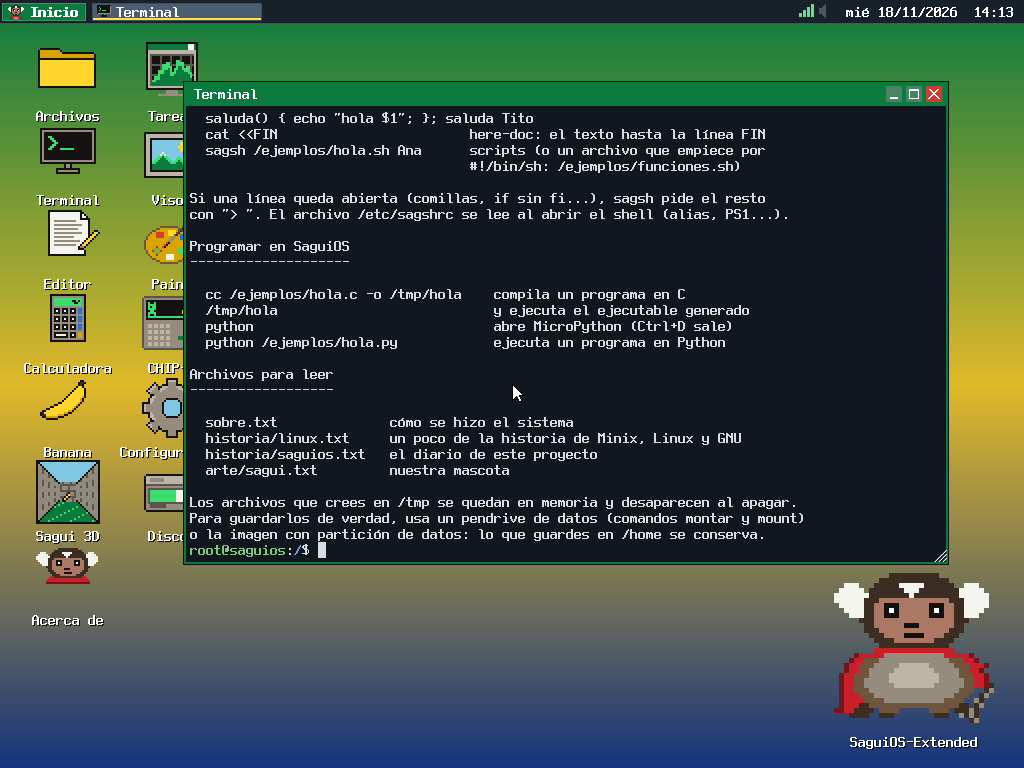 Inicio
Terminal
mié 18/11/2026 14:13
Archivos
Terminal
Editor
Calculadora
Banana
Sagui 3D
Acerca de
Terminal
saluda() { echo "hola $1"; }; saluda Tito
cat <<FIN here-doc: el texto hasta la línea FIN
sagsh /ejemplos/hola.sh Ana scripts (o un archivo que empiece por
#!/bin/sh: /ejemplos/funciones.sh)
Si una línea queda abierta (comillas, if sin fi...), sagsh pide el resto
con "> ". El archivo /etc/sagshrc se lee al abrir el shell (alias, PS1...).
Programar en SaguiOS
--------------------
cc /ejemplos/hola.c -o /tmp/hola compila un programa en C
/tmp/hola y ejecuta el ejecutable generado
python abre MicroPython (Ctrl+D sale)
python /ejemplos/hola.py ejecuta un programa en Python
Archivos para leer
------------------
sobre.txt cómo se hizo el sistema
historia/linux.txt un poco de la historia de Minix, Linux y GNU
historia/saguios.txt el diario de este proyecto
arte/sagui.txt nuestra mascota
Los archivos que crees en /tmp se quedan en memoria y desaparecen al apagar.
Para guardarlos de verdad, usa un pendrive de datos (comandos montar y mount)
o la imagen con partición de datos: lo que guardes en /home se conserva.
root@saguios:/$
SaguiOS-Extended